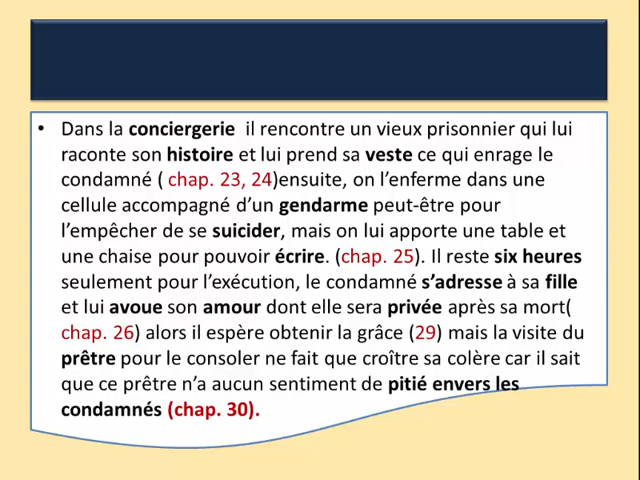 • Dans la conciergerie il rencontre un vieux prisonnier qui lui
raconte son histoire et lui prend sa veste ce qui enrage le
condamné ( chap. 23, 24)ensuite, on l’enferme dans une
cellule accompagné d’un gendarme peut-être pour
l’empêcher de se suicider, mais on lui apporte une table et
une chaise pour pouvoir écrire. (chap. 25). Il reste six heures
seulement pour l’exécution, le condamné s’adresse à sa fille
et lui avoue son amour dont elle sera privée après sa mort(
chap. 26) alors il espère obtenir la grâce (29) mais la visite du
prêtre pour le consoler ne fait que croître sa colère car il sait
que ce prêtre n’a aucun sentiment de pitié envers les
condamnés (chap. 30).